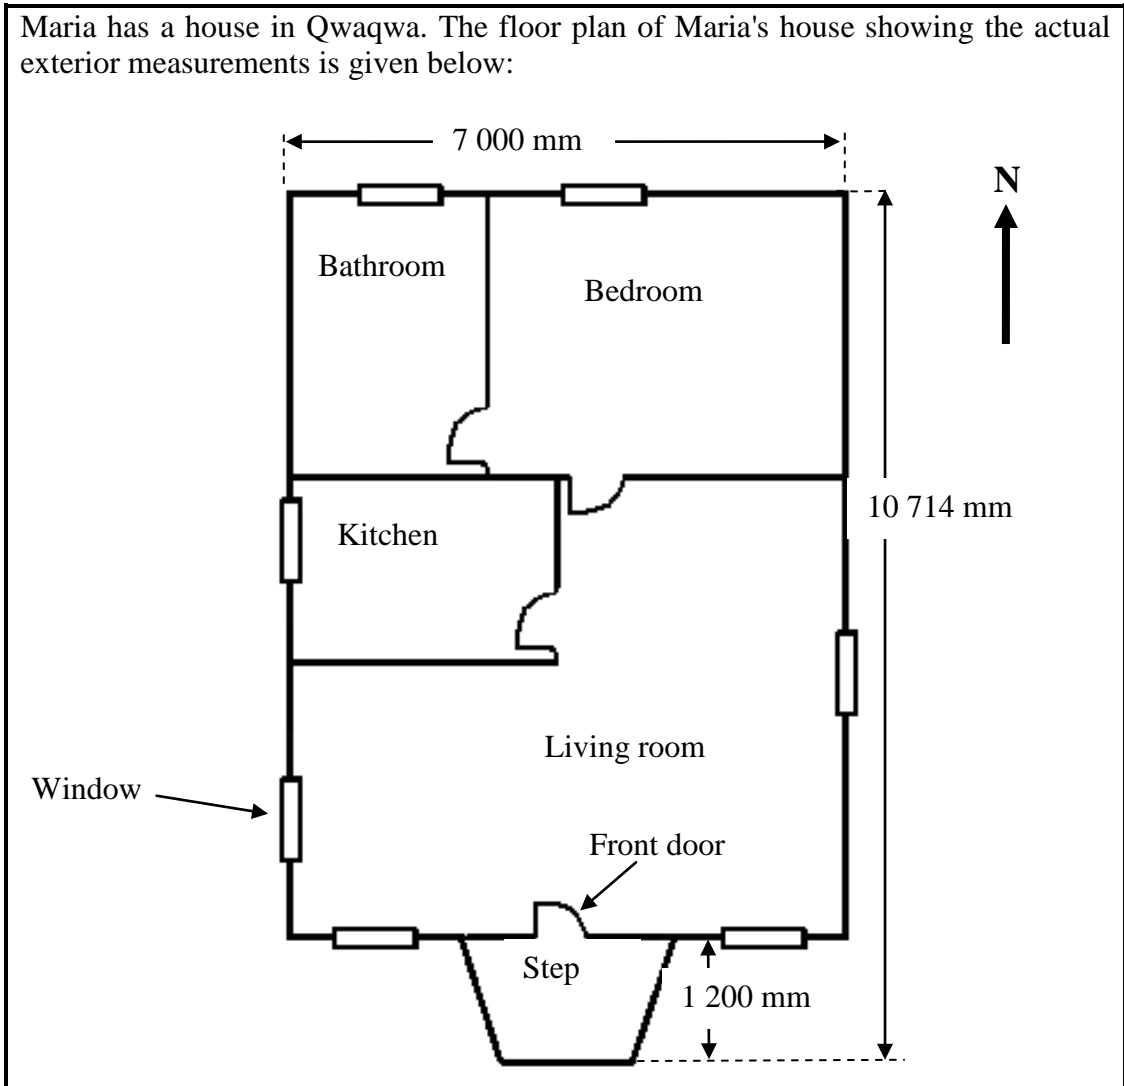 Maria has a house in Qwaqwa. The floor plan of Maria's house showing the actual
exterior measurements is given below:
7 000 mm
N
Bathroom
Bedroom
10 714 mm
Kitchen
Living room
Window
Front door
Step
1 200 mm